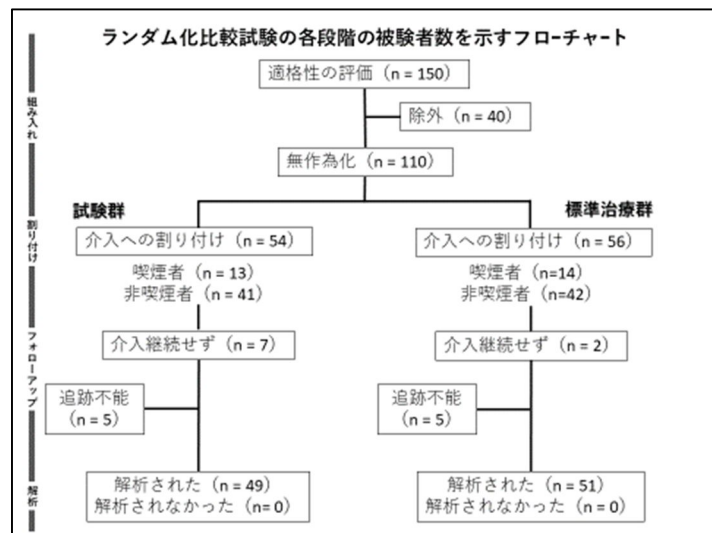 ランダム化比較試験の各段階の被験者数を示すフローチャート
組み入れ
適格性の評価（n = 150）
除外（n = 40）
無作為化（n = 110）
割り付け
試験群
標準治療群
介入への割り付け（n = 54）
介入への割り付け（n = 56）
喫煙者（n = 13）
非喫煙者（n = 41）
喫煙者（n=14）
非喫煙者（n=42）
フォローアップ
介入継続せず（n = 7）
介入継続せず（n = 2）
追跡不能
（n = 5）
追跡不能
（n = 5）
解析
解析された（n = 49）
解析されなかった（n= 0）
解析された（n = 51）
解析されなかった（n = 0）